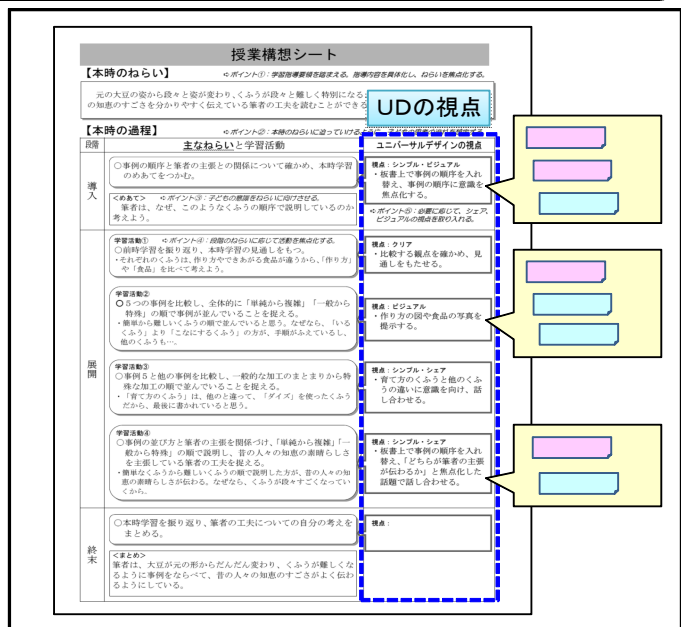 授業構想シート
【本時のねらい】
⇨ポイント①:学習指導要領を踏まえる、指導内容を具体化し、ねらいを焦点化する。
元の大豆の姿から段々と姿が変わり、くふうが段々と難しく特別になる
の知恵のすごさを分かりやすく伝えている筆者の工夫を読むことができる
UDの視点
【本時の過程】
⇨ポイント②:本時のねらいに迫っていける
段階
主なねらいと学習活動
ユニバーサルデザインの視点
導入
○事例の順序と筆者の主張との関係について確かめ、本時学習
のめあてをつかむ。
視点:シンプル・ビジュアル
・板書上で事例の順序を入れ
替え、事例の順序に意識を
焦点化する。
<めあて> ⇨ポイント③:子どもの意識をねらいに向けさせる。
筆者は、なぜ、このようなくふうの順序で説明しているのか
考えよう。
⇨ポイント⑤:必要に応じて、シェア、
ビジュアルの視点を取り入れる。
展開
学習活動① ⇨ポイント④:段階のねらいに応じて活動を焦点化する。
○前時学習を振り返り、本時学習の見通しをもつ。
・それぞれのくふうは、作り方やできあがる食品が違うから、「作り方」
や「食品」を比べて考えよう。
視点:クリア
・比較する観点を確かめ、見
通しをもたせる。
学習活動②
○5つの事例を比較し、全体的に「単純から複雑」「一般から
特殊」の順で事例が並んでいることを捉える。
・簡単から難しいくふうの順で並んでいると思う。なぜなら、「いる
くふう」より「こなにするくふう」の方が、手順がふえているし、
他のくふうも…。
視点:ビジュアル
・作り方の図や食品の写真を
提示する。
学習活動③
○事例5と他の事例を比較し、一般的な加工のまとまりから特
殊な加工の順で並んでいることを捉える。
・「育て方のくふう」は、他のと違って、「ダイズ」を使ったくふう
だから、最後に書かれていると思う。
視点:シンプル・シェア
・育て方のくふうと他のくふ
うの違いに意識を向け、話
し合わせる。
学習活動④
○事例の並び方と筆者の主張を関係づけ、「単純から複雑」「一
般から特殊」の順で説明し、昔の人々の知恵の素晴らしさ
を主張している筆者の工夫を捉える。
・簡単なくふうから難しいくふうの順で説明した方が、昔の人々の知
恵の素晴らしさが伝わる。なぜなら、くふうが段々すごくなってい
くから。
視点:シンプル・シェア
・板書上で事例の順序を入れ
替え、「どちらが筆者の主張
が伝わるか」と焦点化した
話題で話し合わせる。
終末
○本時学習を振り返り、筆者の工夫についての自分の考えを
まとめる。
視点:
<まとめ>
筆者は、大豆が元の形からだんだん変わり、くふうが難しくな
るように事例をならべて、昔の人々の知恵のすごさがよく伝わ
るようにしている。